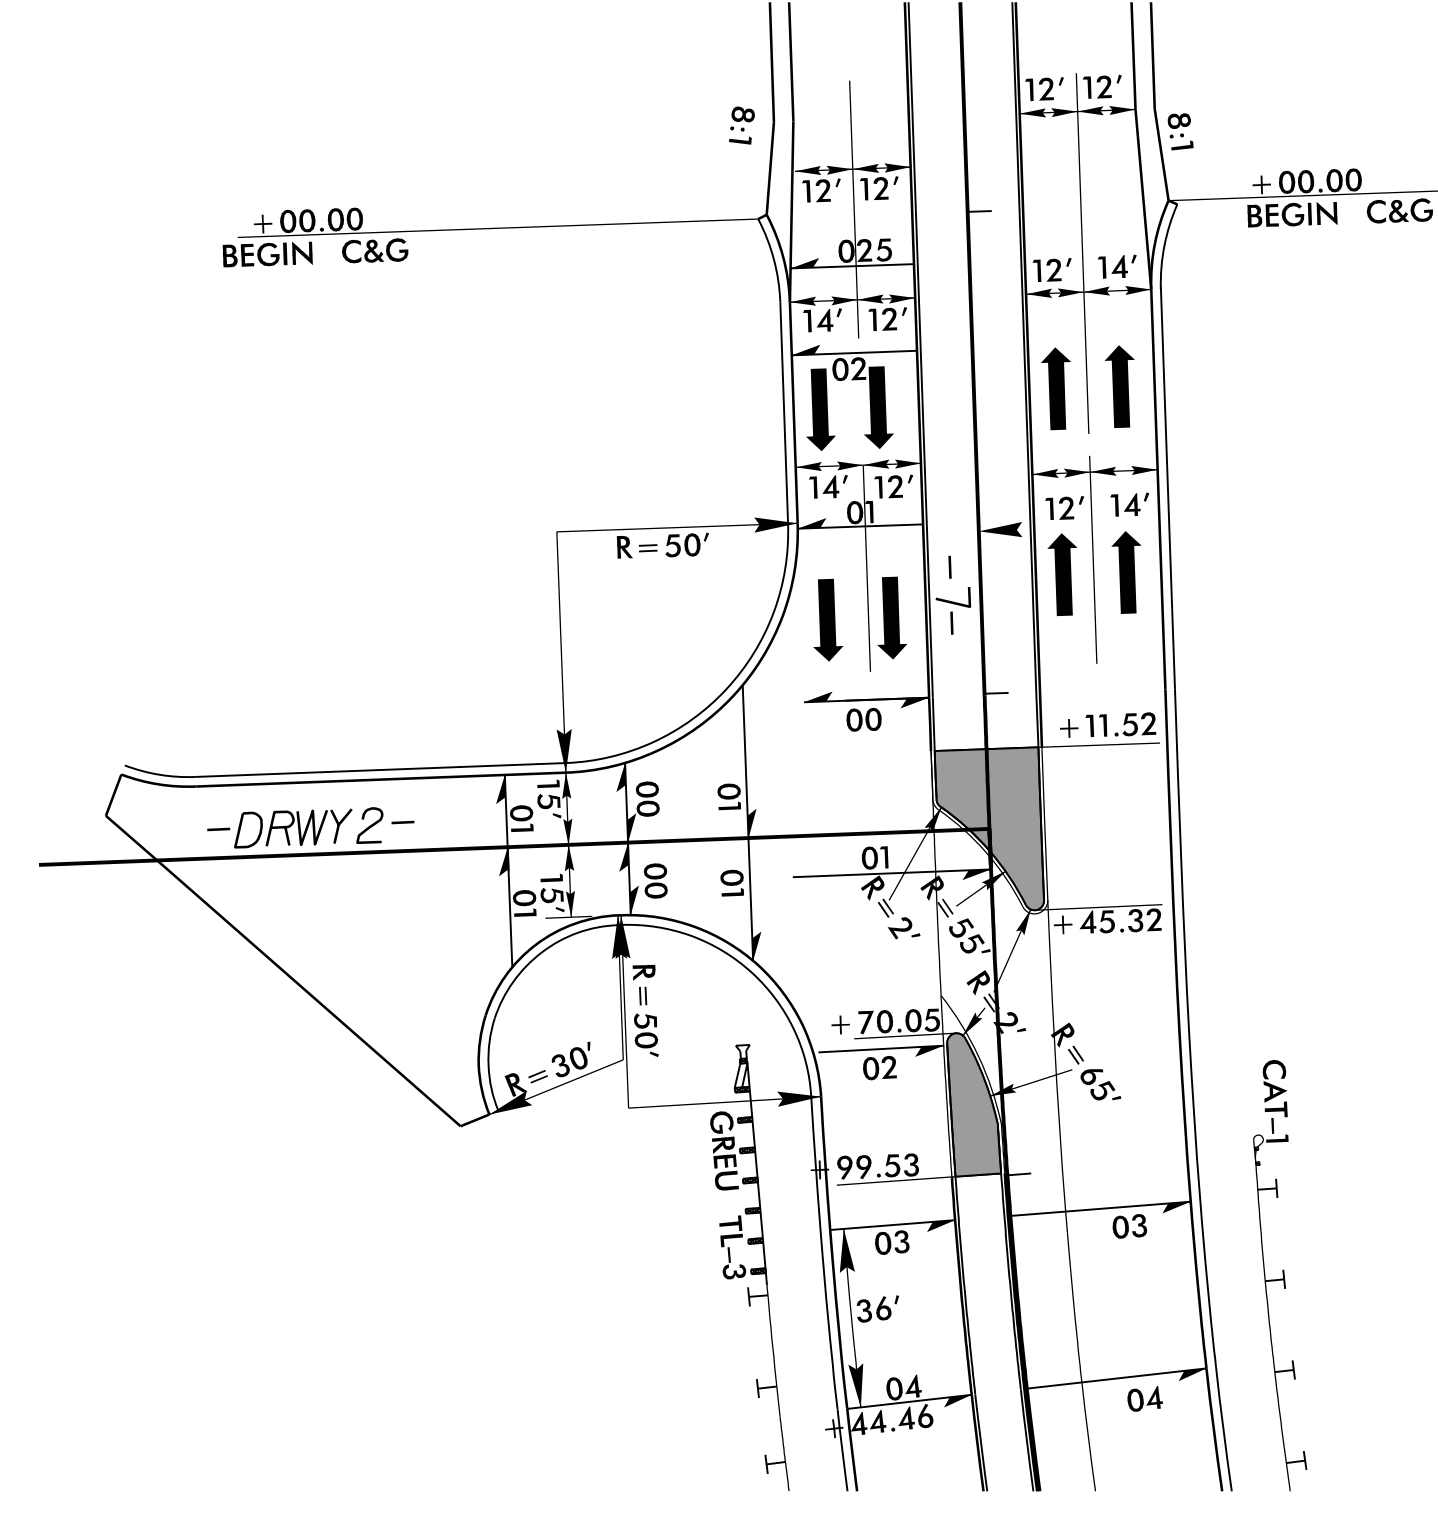 12' 12'
8:1
8:1
12' 12'
+00.00
BEGIN C&G
+00.00
BEGIN C&G
025
12' 14'
14' 12'
02
14' 12'
12' 14'
01
R=50'
-7-
00
+11.52
-DRWY2-
01
15'
00
01
01
15'
00
01
01
R=2'
R=55'
+45.32
R=2'
R=50'
R=30'
+70.05
02
R=65'
CAT-1
GREU TL-3
+99.53
03
03
36'
04
+44.46
04